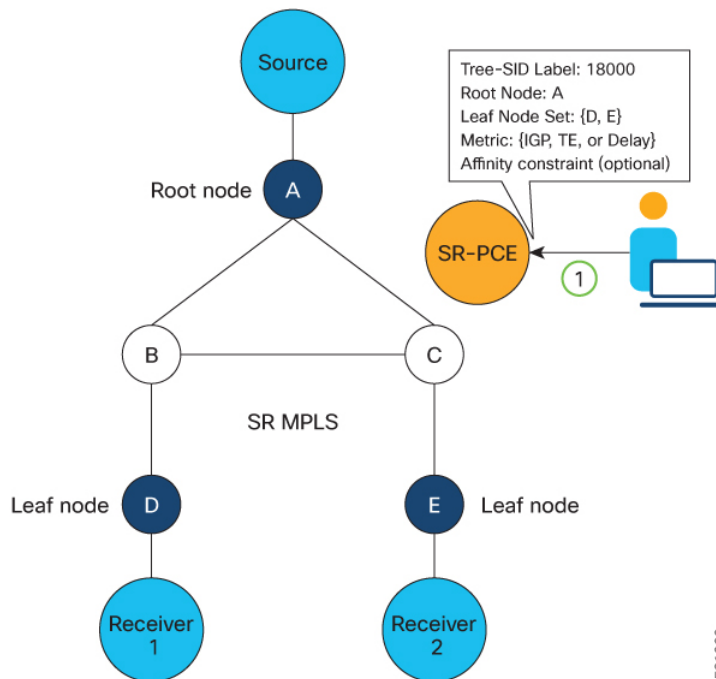 Source
Tree-SID Label: 18000
Root Node: A
Leaf Node Set: {D, E}
Metric: {IGP, TE, or Delay}
Affinity constraint (optional)
Root node
A
SR-PCE
1
B
C
SR MPLS
Leaf node
D
E
Leaf node
Receiver
1
Receiver
2